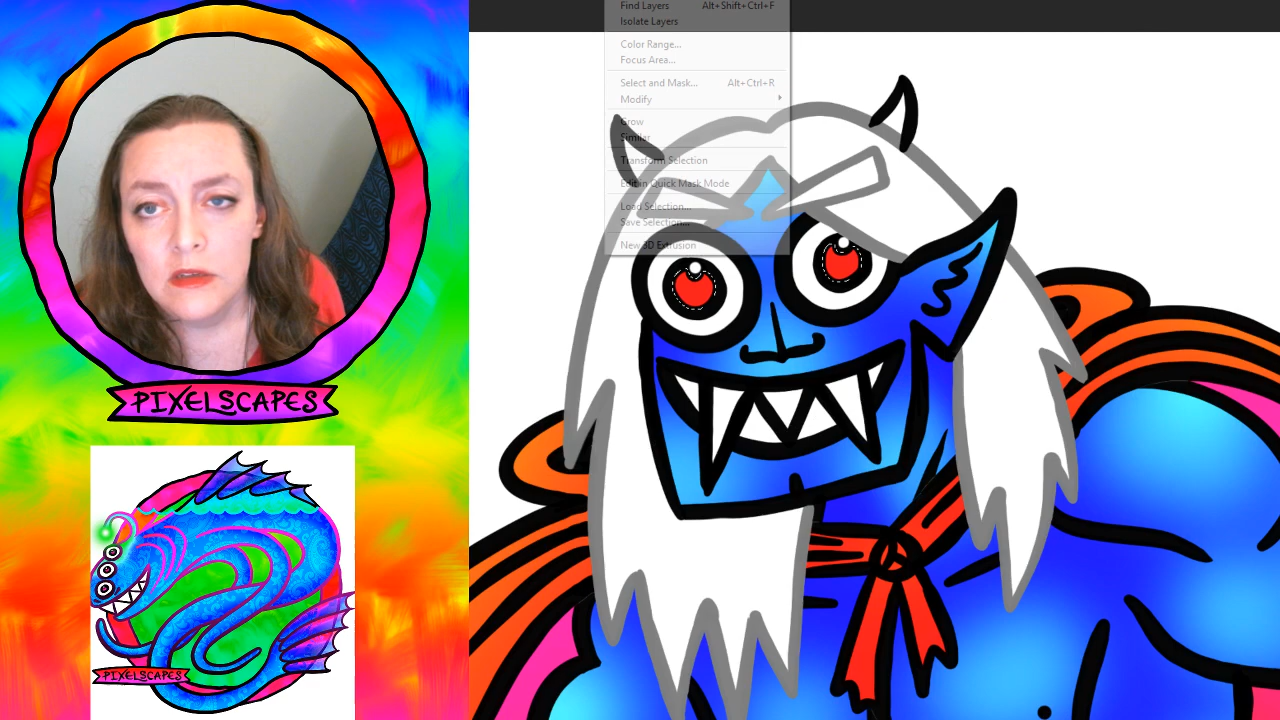 Find Layers Alt+Shift+Ctrl+F
Isolate Layers
Color Range...
Focus Area...
Select and Mask... Alt+Ctrl+R
Modify
Grow
Similar
Transform Selection
Edit in Quick Mask Mode
Load Selection...
Save Selection...
New 3D Extrusion
PIXELSCAPES
PIXELSCAPES